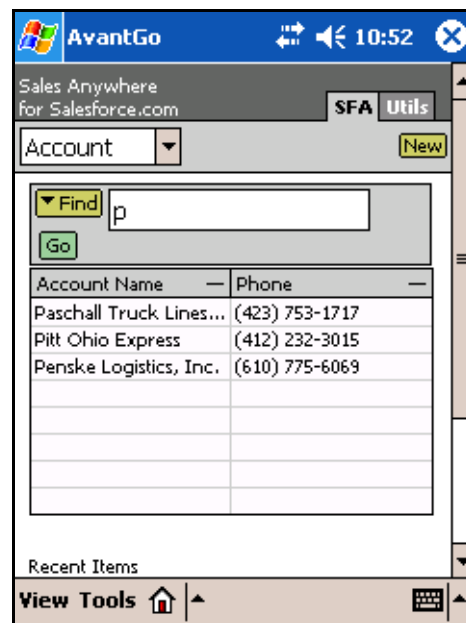 AvantGo 10:52
Sales Anywhere
for Salesforce.com SFA Utils
Account New
Find p
Go
Account Name Phone
Paschall Truck Lines... (423) 753-1717
Pitt Ohio Express (412) 232-3015
Penske Logistics, Inc. (610) 775-6069
Recent Items
View Tools